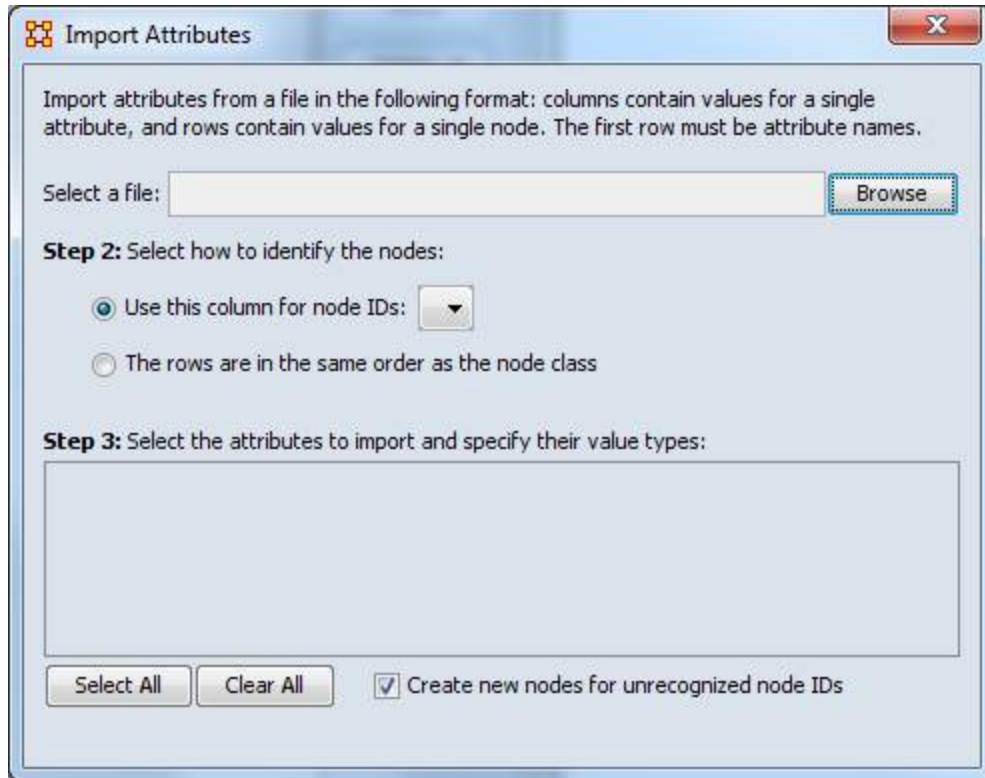 Import Attributes
Import attributes from a file in the following format: columns contain values for a single
attribute, and rows contain values for a single node. The first row must be attribute names.
Select a file: Browse
Step 2: Select how to identify the nodes:
Use this column for node IDs:
The rows are in the same order as the node class
Step 3: Select the attributes to import and specify their value types:
Select All Clear All Create new nodes for unrecognized node IDs